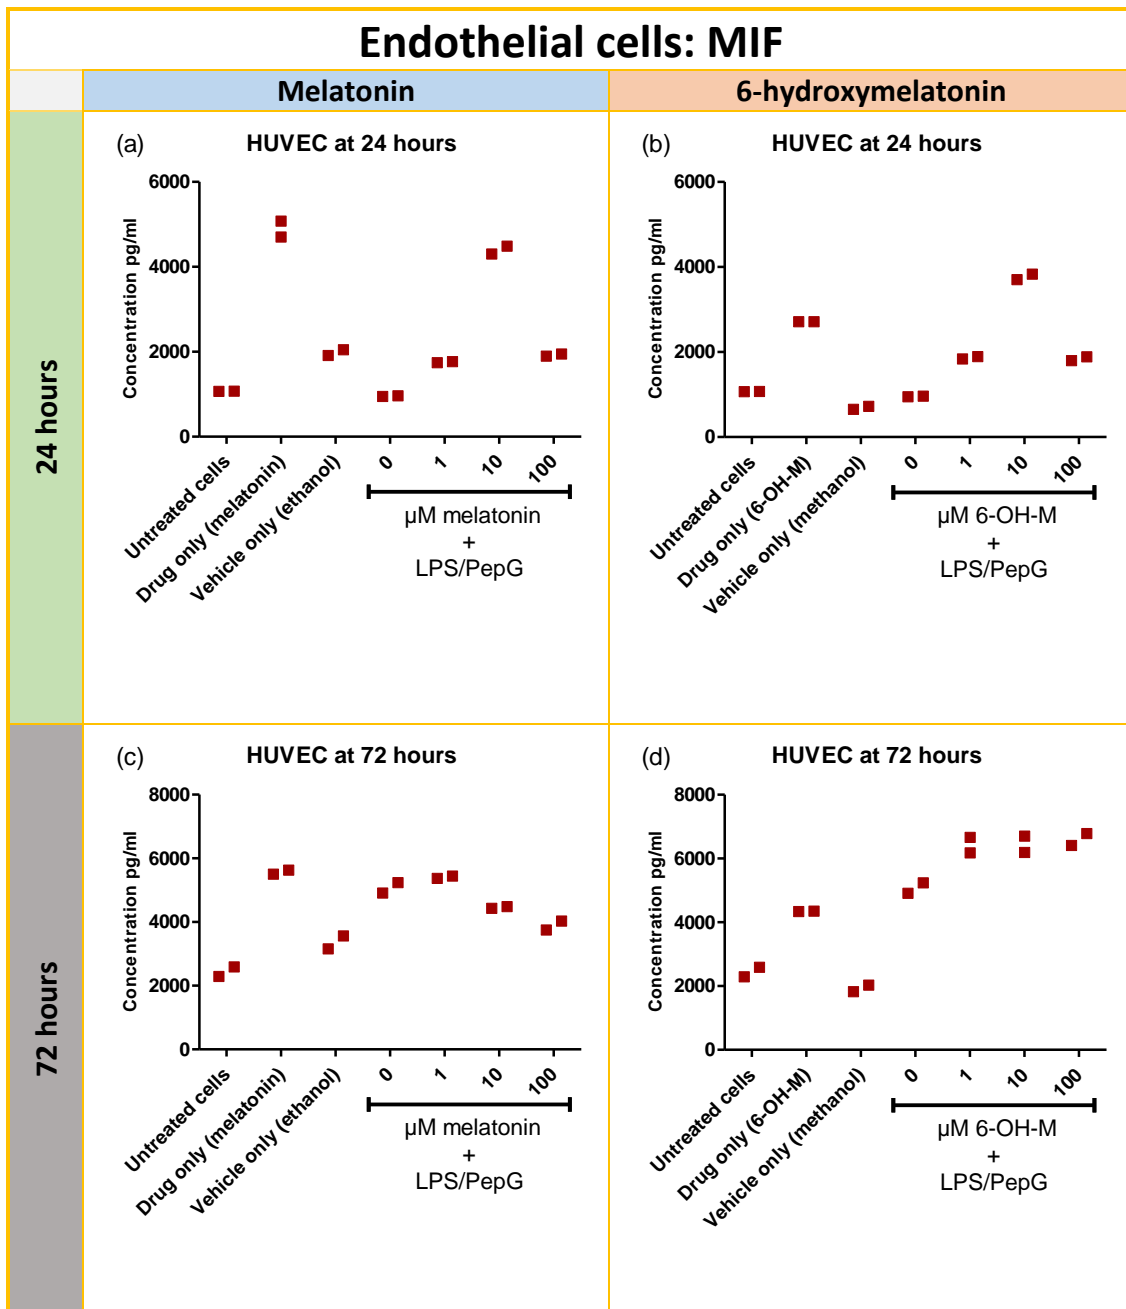 Endothelial cells: MIF
Melatonin
6-hydroxymelatonin
24 hours
(a)
HUVEC at 24 hours
Concentration pg/ml
6000
4000
2000
0
Untreated cells
Drug only (melatonin)
Vehicle only (ethanol)
0
1
10
100
µM melatonin
+
LPS/PepG
(b)
HUVEC at 24 hours
Concentration pg/ml
6000
4000
2000
0
Untreated cells
Drug only (6-OH-M)
Vehicle only (methanol)
0
1
10
100
µM 6-OH-M
+
LPS/PepG
72 hours
(c)
HUVEC at 72 hours
Concentration pg/ml
8000
6000
4000
2000
0
Untreated cells
Drug only (melatonin)
Vehicle only (ethanol)
0
1
10
100
µM melatonin
+
LPS/PepG
(d)
HUVEC at 72 hours
Concentration pg/ml
8000
6000
4000
2000
0
Untreated cells
Drug only (6-OH-M)
Vehicle only (methanol)
0
1
10
100
µM 6-OH-M
+
LPS/PepG